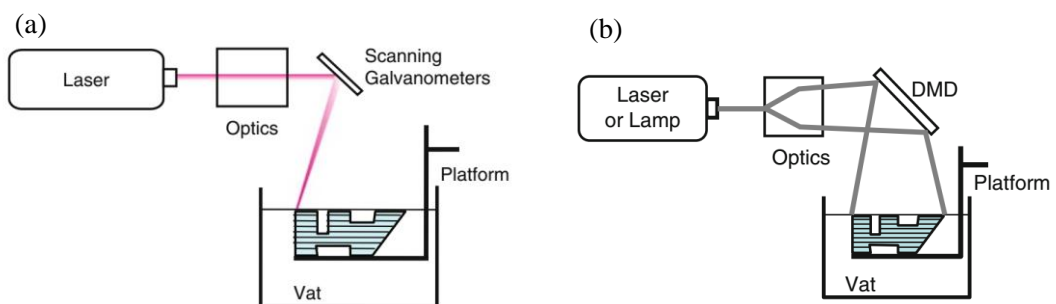 (a)
Laser
Optics
Scanning
Galvanometers
Platform
Vat
(b)
Laser
or Lamp
Optics
DMD
Platform
Vat